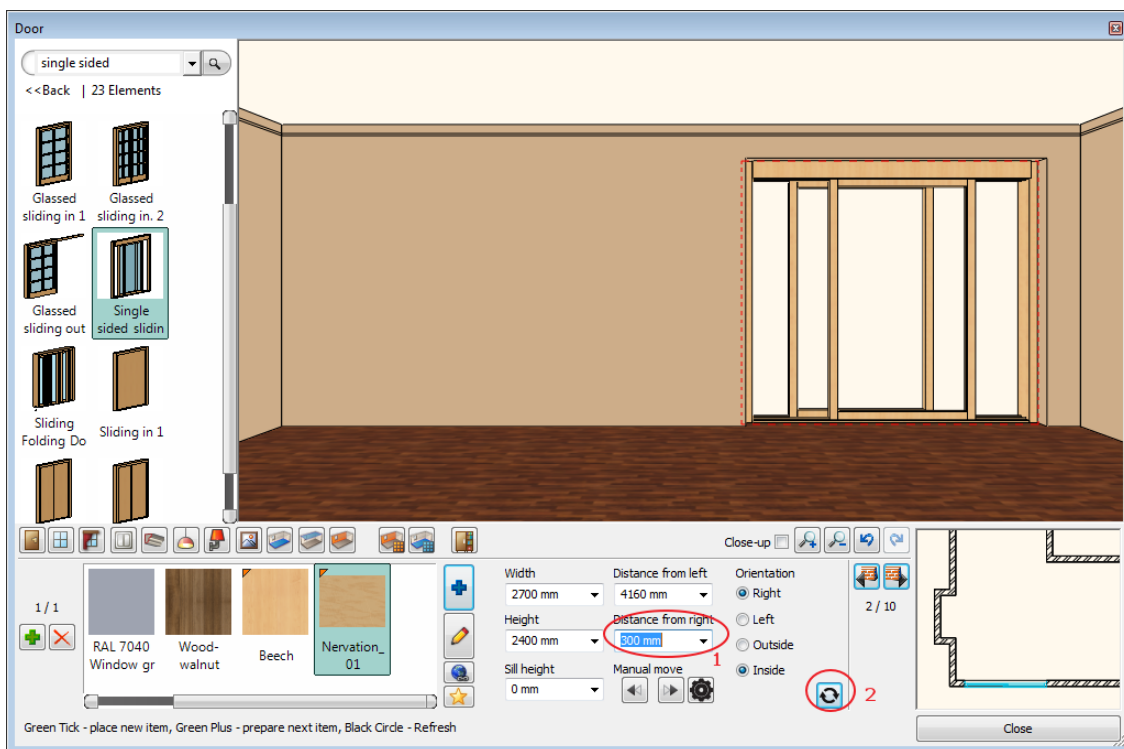 Door
single sided
<<Back | 23 Elements
Glassed
sliding in 1
Glassed
sliding in. 2
Glassed
sliding out
Single
sided slidin
Sliding
Folding Do
Sliding in 1
Close-up
1 / 1
RAL 7040
Window gr
Wood-
walnut
Beech
Nervation_
01
Width
2700 mm
Height
2400 mm
Sill height
0 mm
Distance from left
4160 mm
Distance from right
300 mm
1
Manual move
Orientation
Right
Left
Outside
Inside
2
2 / 10
Green Tick - place new item, Green Plus - prepare next item, Black Circle - Refresh
Close